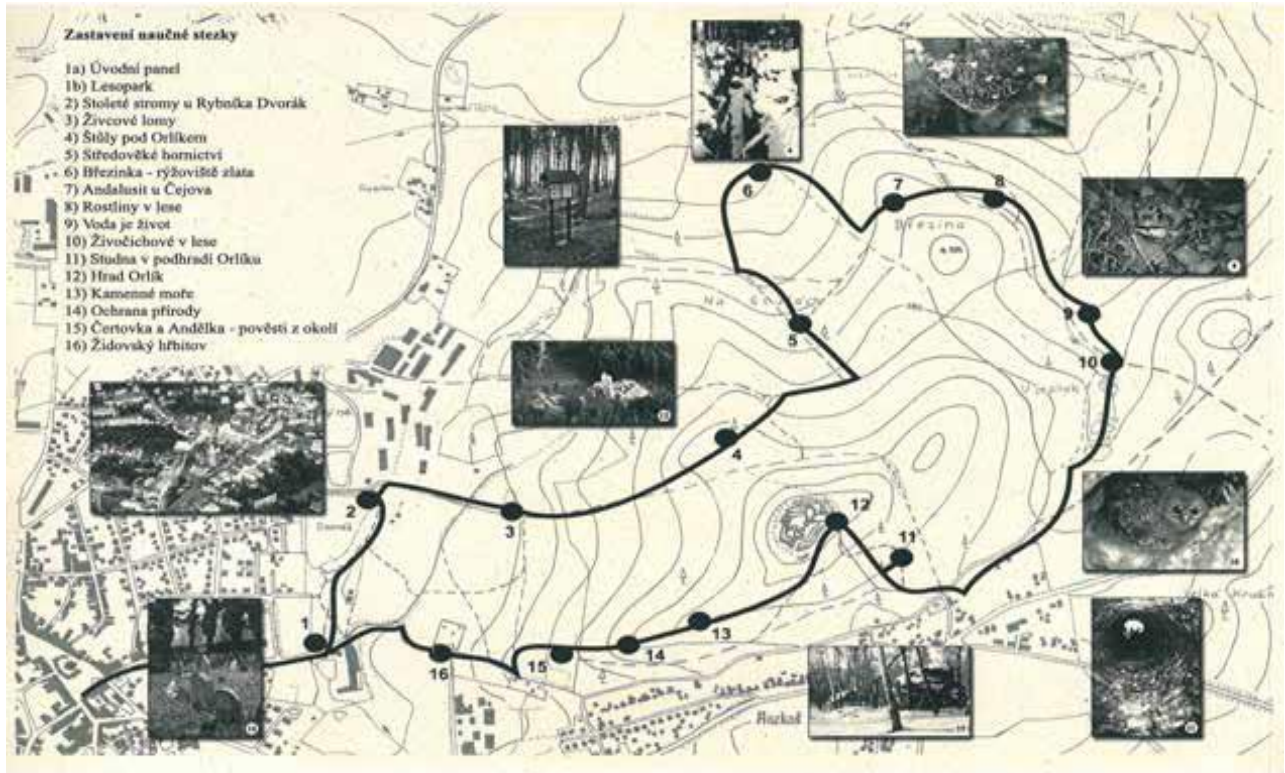 Zastavení naučné stezky
1a) Úvodní panel
1b) Lesopark
2) Stoleté stromy u Rybníka Dvorák
3) Živcové lomy
4) Štůly pod Orlíkem
5) Středověké hornictví
6) Březinka - rýžoviště zlata
7) Andalusit u Čejova
8) Rostliny v lese
9) Voda je život
10) Živočichové v lese
11) Studna v podhradí Orlíku
12) Hrad Orlík
13) Kamenné moře
14) Ochrana přírody
15) Čertovka a Andělka - pověsti z okolí
16) Židovský hřbitov
6
7
8
Březina
5
9
10
4
2
3
12
11
1
13
14
15
16
Rozkoš